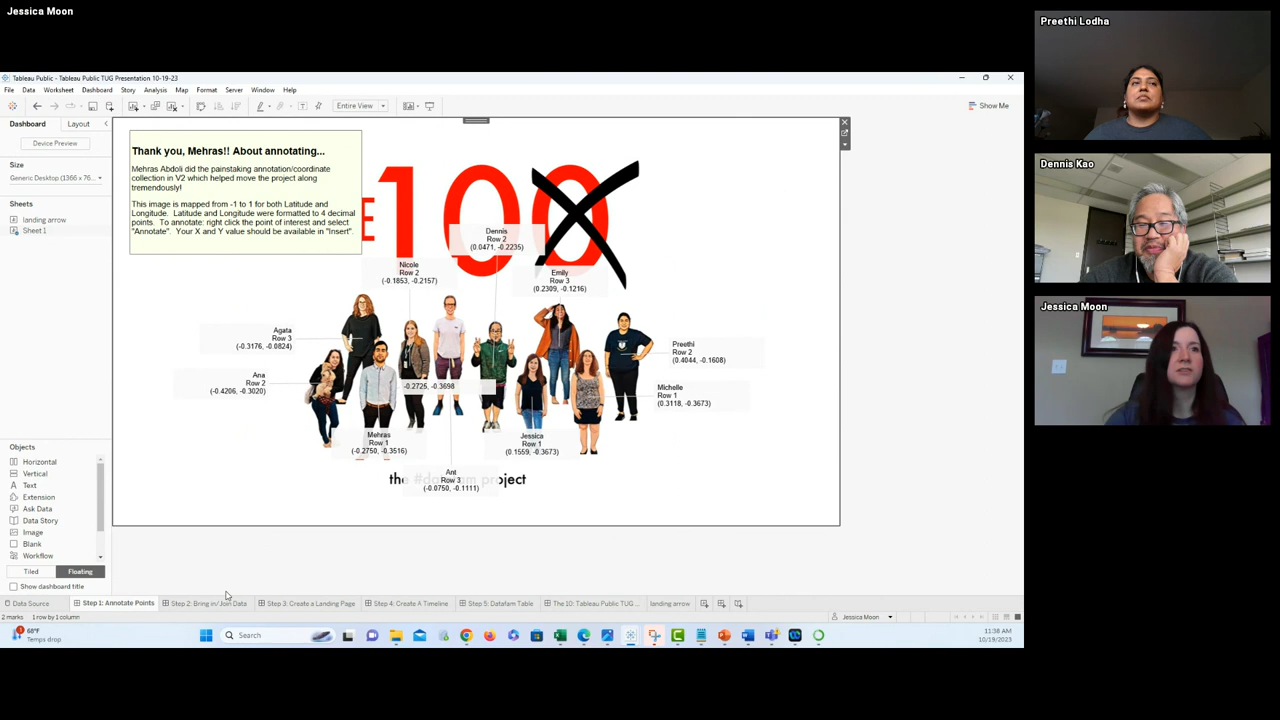 Jessica Moon
Preethi Lodha
Dennis Kao
Jessica Moon
Tableau Public - Tableau Public TUG Presentation 10-19-23
File Data Worksheet Dashboard Story Analysis Map Format Server Window Help
Entire View
Show Me
Dashboard Layout
Device Preview
Size
Generic Desktop (1366 x 76...
Sheets
landing arrow
Sheet 1
Objects
Horizontal
Vertical
Text
Extension
Ask Data
Data Story
Image
Blank
Workflow
Tiled Floating
Show dashboard title
Thank you, Mehras!! About annotating...
Mehras Abdoli did the painstaking annotation/coordinate
collection in V2 which helped move the project along
tremendously!
This image is mapped from -1 to 1 for both Latitude and
Longitude. Latitude and Longitude were formatted to 4 decimal
points. To annotate: right click the point of interest and select
"Annotate". Your X and Y value should be available in "Insert".
E 100
Dennis
Row 2
(0.0471, -0.2235)
Nicole
Row 2
(-0.1853, -0.2157)
Emily
Row 3
(0.2309, -0.1216)
Agata
Row 3
(-0.3176, -0.0824)
Preethi
Row 2
(0.4044, -0.1608)
Ana
Row 2
(-0.4206, -0.3020)
-0.2725, -0.3698
Michelle
Row 1
(0.3118, -0.3673)
Mehras
Row 1
(-0.2750, -0.3516)
Jessica
Row 1
(0.1559, -0.3673)
Ant
Row 3
(-0.0750, -0.1111)
the project
Data Source Step 1: Annotate Points Step 2: Bring in/Join Data Step 3: Create a Landing Page Step 4: Create A Timeline Step 5: Datafam Table The 10: Tableau Public TUG ... landing arrow
2 marks 1 row by 1 column
Jessica Moon
1
68°F
Temps drop
Search
11:38 AM
10/19/2023